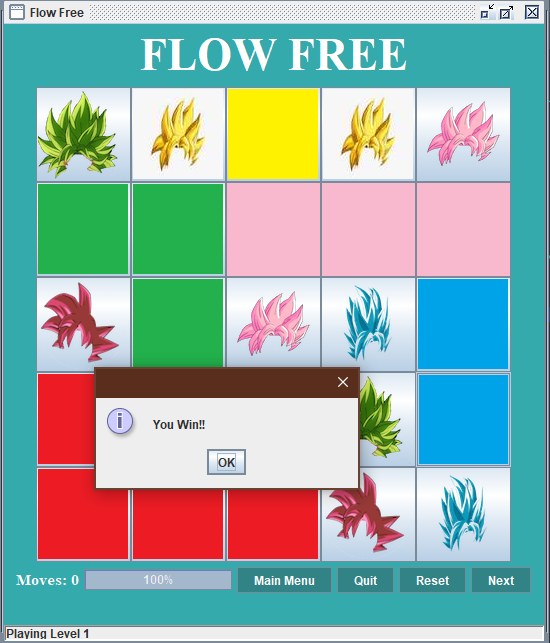 Flow Free
FLOW FREE
You Win!!
OK
Moves: 0
100%
Main Menu
Quit
Reset
Next
Playing Level 1